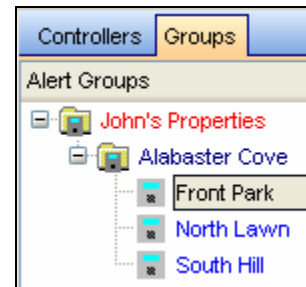 Controllers Groups
Alert Groups
John's Properties
Alabaster Cove
Front Park
North Lawn
South Hill